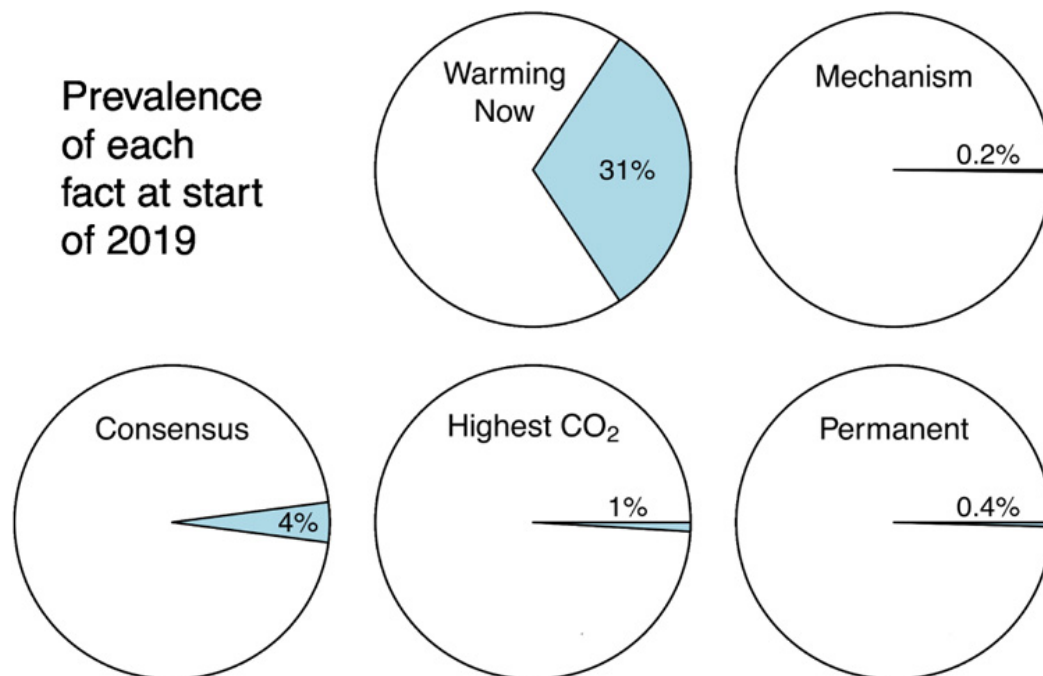 Prevalence
of each
fact at start
of 2019
Warming
Now
31%
Mechanism
0.2%
Consensus
4%
Highest CO₂
1%
Permanent
0.4%